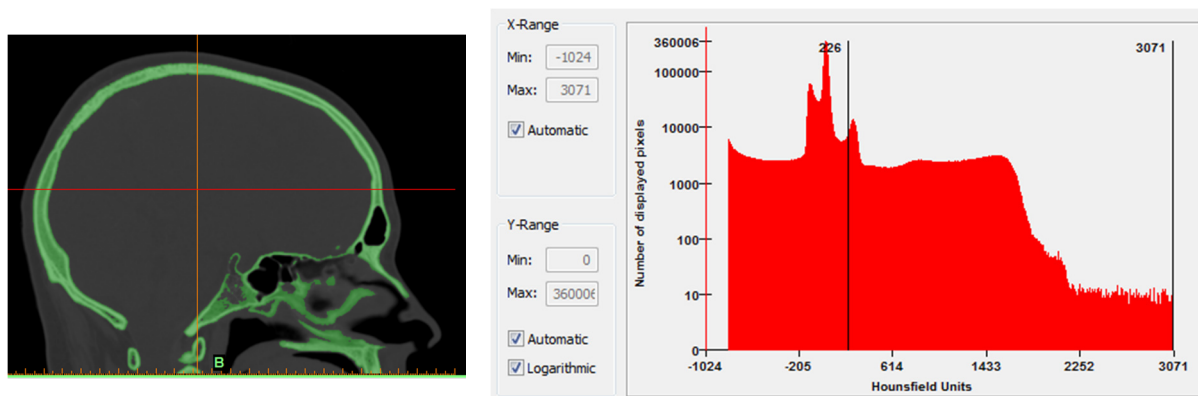 B
X-Range
Min: -1024
Max: 3071
Automatic
Y-Range
Min: 0
Max: 360006
Automatic
Logarithmic
Number of displayed pixels
360006
100000
10000
1000
100
10
0
226
3071
-1024
-205
614
1433
2252
3071
Hounsfield Units